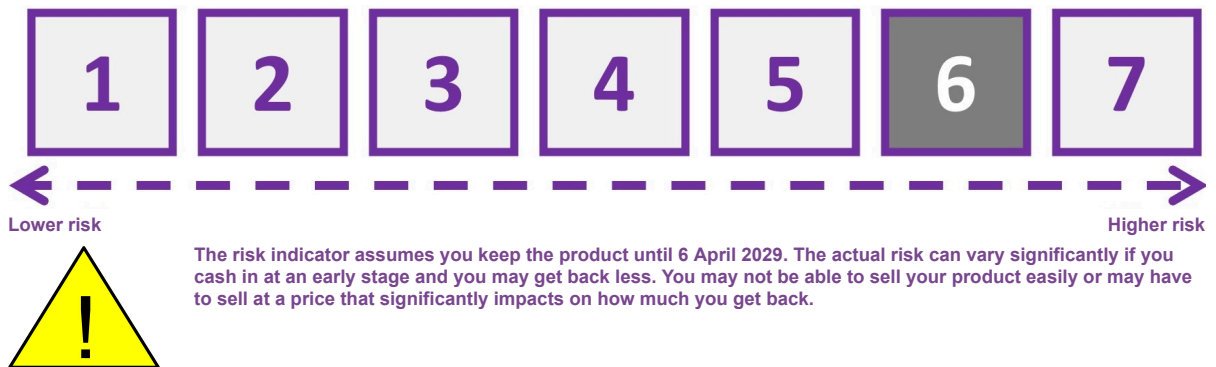 1 2 3 4 5 6 7
Lower risk Higher risk
The risk indicator assumes you keep the product until 6 April 2029. The actual risk can vary significantly if you
cash in at an early stage and you may get back less. You may not be able to sell your product easily or may have
to sell at a price that significantly impacts on how much you get back.
!